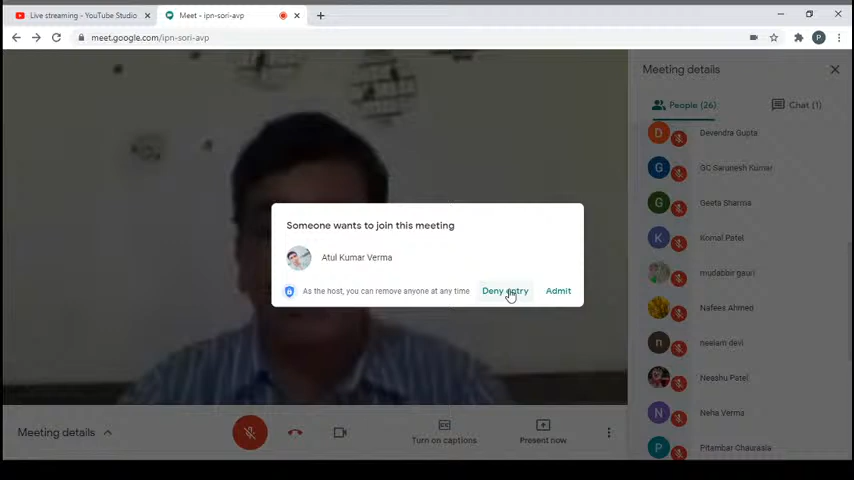 Live streaming - YouTube Studio
Meet - ipn-sori-avp
meet.google.com/ipn-sori-avp
P
Meeting details
People (26)
Chat (1)
D
Devendra Gupta
G
GC Sarunesh Kumar
G
Geeta Sharma
K
Komal Patel
mudabbir gauri
Nafees Ahmed
n
neelam devi
Neashu Patel
N
Neha Verma
P
Pitambar Chaurasia
Someone wants to join this meeting
Atul Kumar Verma
As the host, you can remove anyone at any time
Deny entry
Admit
Meeting details
Turn on captions
Present now